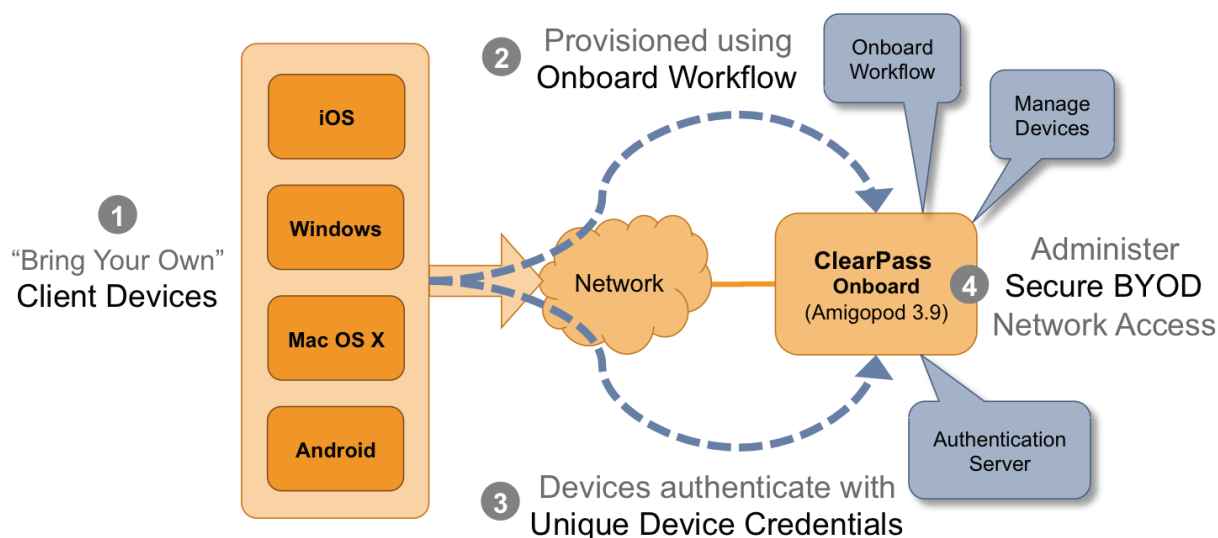 1
“Bring Your Own”
Client Devices
iOS
Windows
Mac OS X
Android
2
Provisioned using
Onboard Workflow
Network
3
Devices authenticate with
Unique Device Credentials
Onboard
Workflow
Manage
Devices
ClearPass
Onboard
(Amigopod 3.9)
4
Administer
Secure BYOD
Network Access
Authentication
Server